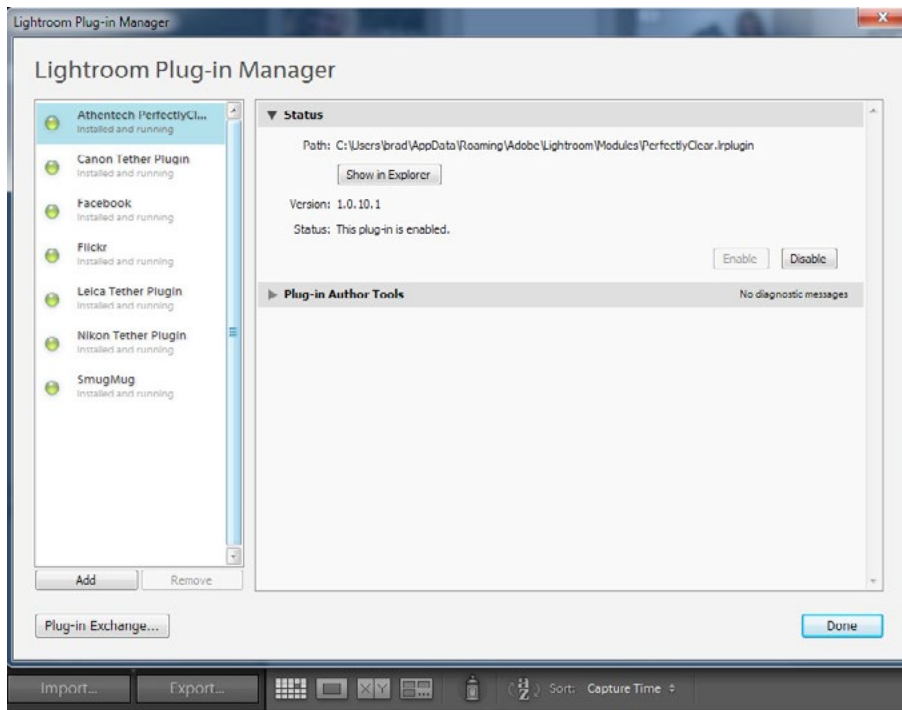 Lightroom Plug-in Manager
Lightroom Plug-in Manager
Athentech PerfectlyCl...
Installed and running
Canon Tether Plugin
Installed and running
Facebook
Installed and running
Flickr
Installed and running
Leica Tether Plugin
Installed and running
Nikon Tether Plugin
Installed and running
SmugMug
Installed and running
Add
Remove
Plug-in Exchange...
Status
Path: C:\Users\brad\AppData\Roaming\Adobe\Lightroom\Modules\PerfectlyClear.lrplugin
Show in Explorer
Version: 1.0.10.1
Status: This plug-in is enabled.
Enable Disable
Plug-in Author Tools No diagnostic messages
Done
Import... Export... XY a z Sort: Capture Time